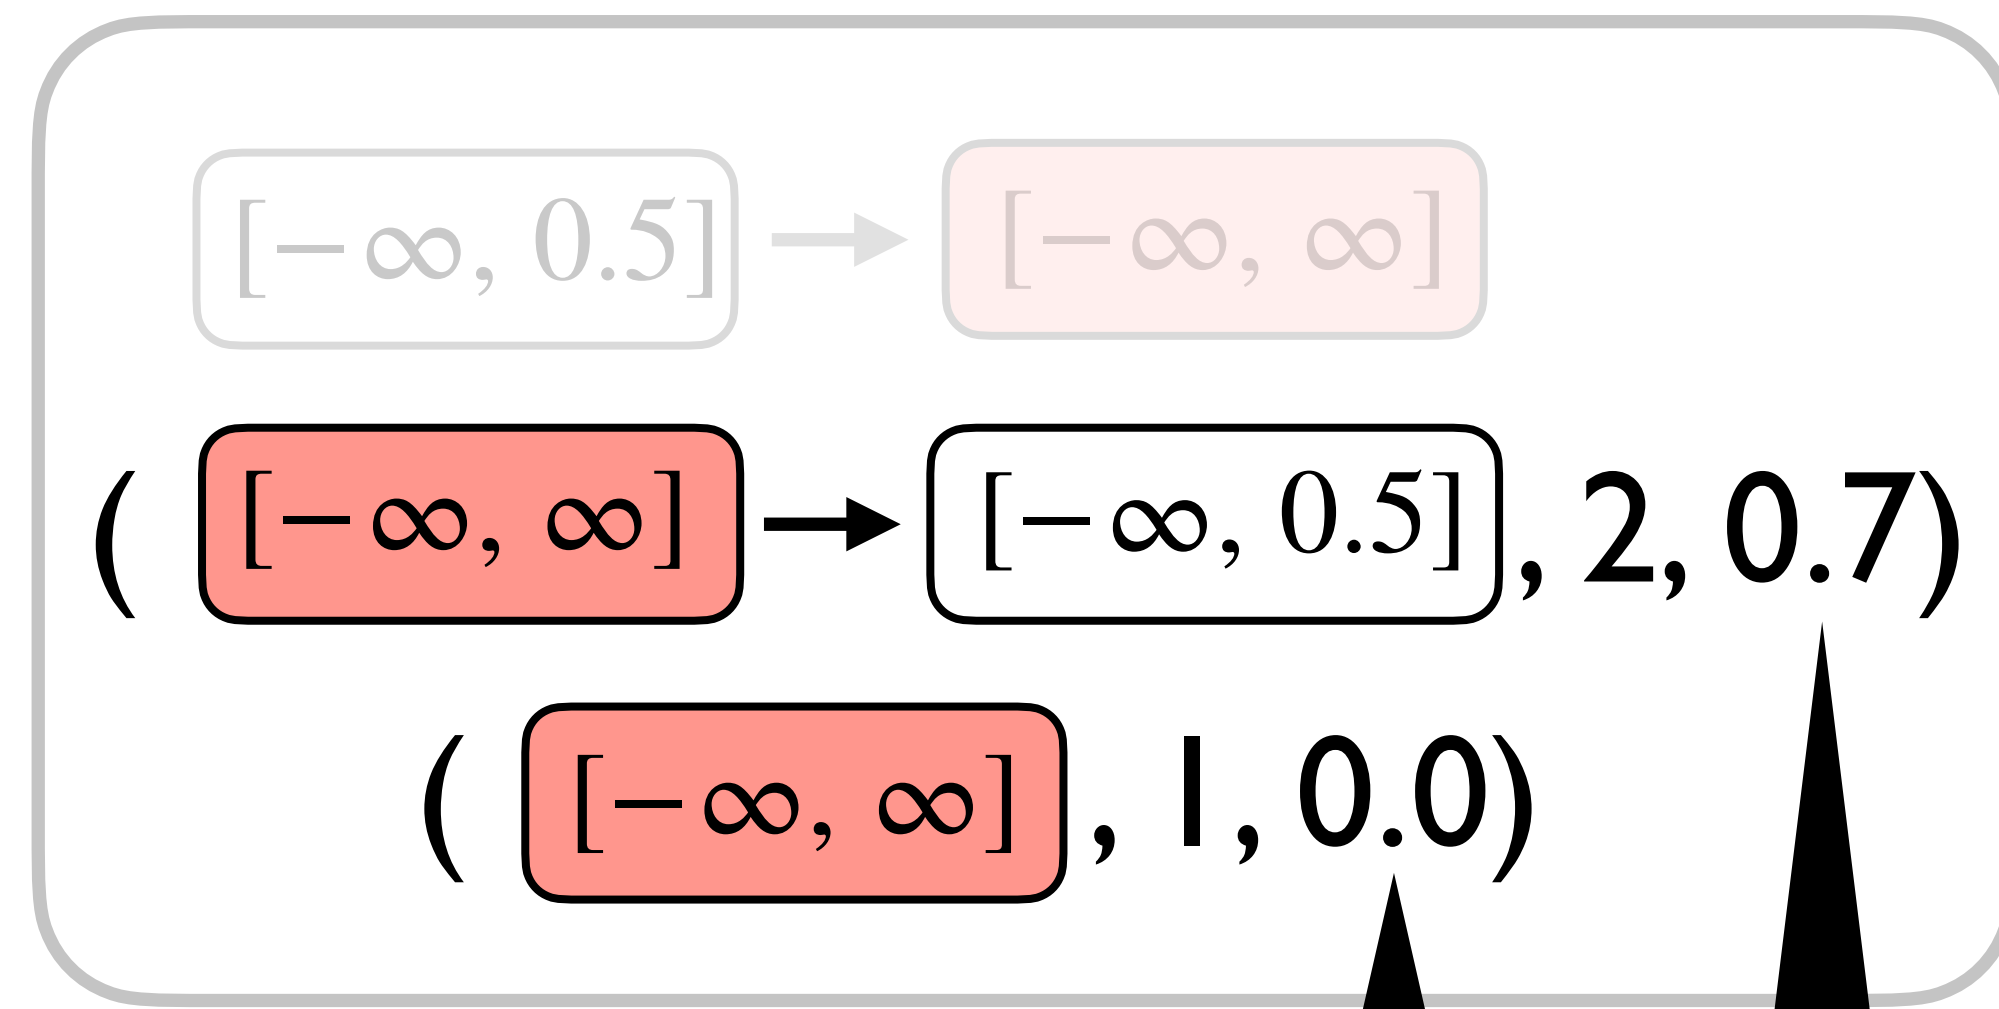 [−∞, 0.5] → [−∞, ∞]
( [−∞, ∞] → [−∞, 0.5] , 2, 0.7)
( [−∞, ∞] , 1, 0.0)